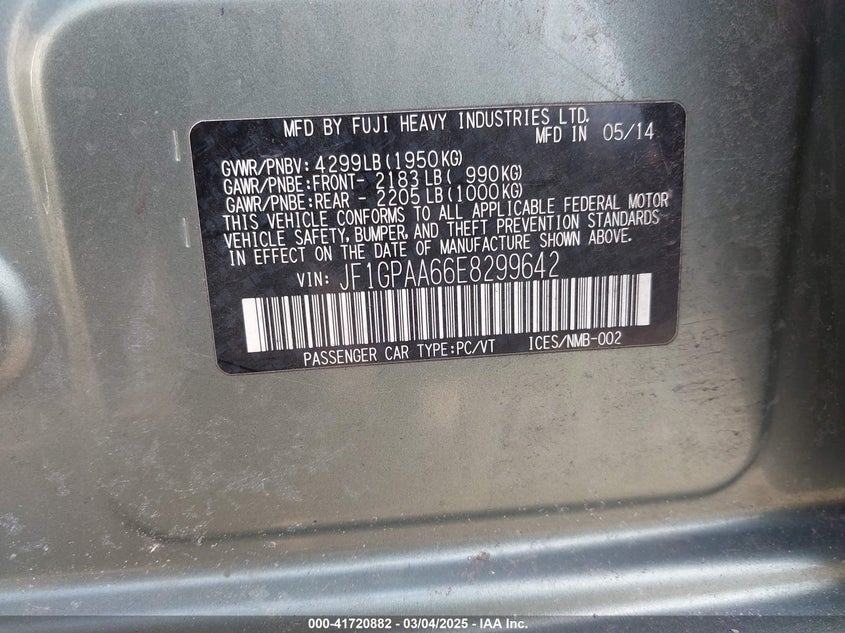 MFD BY FUJI HEAVY INDUSTRIES LTD.
MFD IN 05/14
GVWR/PNBV: 4299LB(1950KG)
GAWR/PNBE:FRONT- 2183LB( 990KG)
GAWR/PNBE:REAR - 2205LB(1000KG)
THIS VEHICLE CONFORMS TO ALL APPLICABLE FEDERAL MOTOR
VEHICLE SAFETY, BUMPER, AND THEFT PREVENTION STANDARDS
IN EFFECT ON THE DATE OF MANUFACTURE SHOWN ABOVE.
VIN: JF1GPAA66E8299642
PASSENGER CAR TYPE:PC/VT ICES/NMB-002
000-41720882 - 03/04/2025 - IAA Inc.